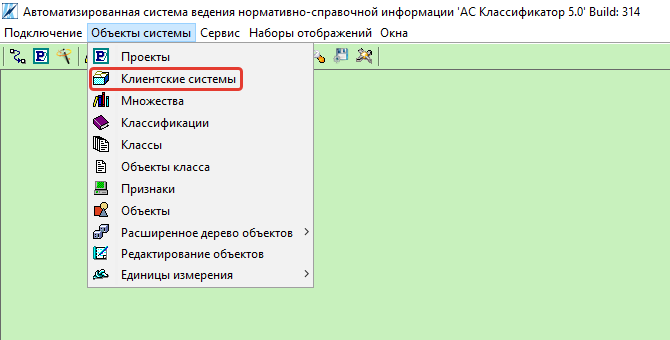 Автоматизированная система ведения нормативно-справочной информации 'АС Классификатор 5.0' Build: 314
Подключение Объекты системы Сервис Наборы отображений Окна
Проекты
Клиентские системы
Множества
Классификации
Классы
Объекты класса
Признаки
Объекты
Расширенное дерево объектов
Редактирование объектов
Единицы измерения